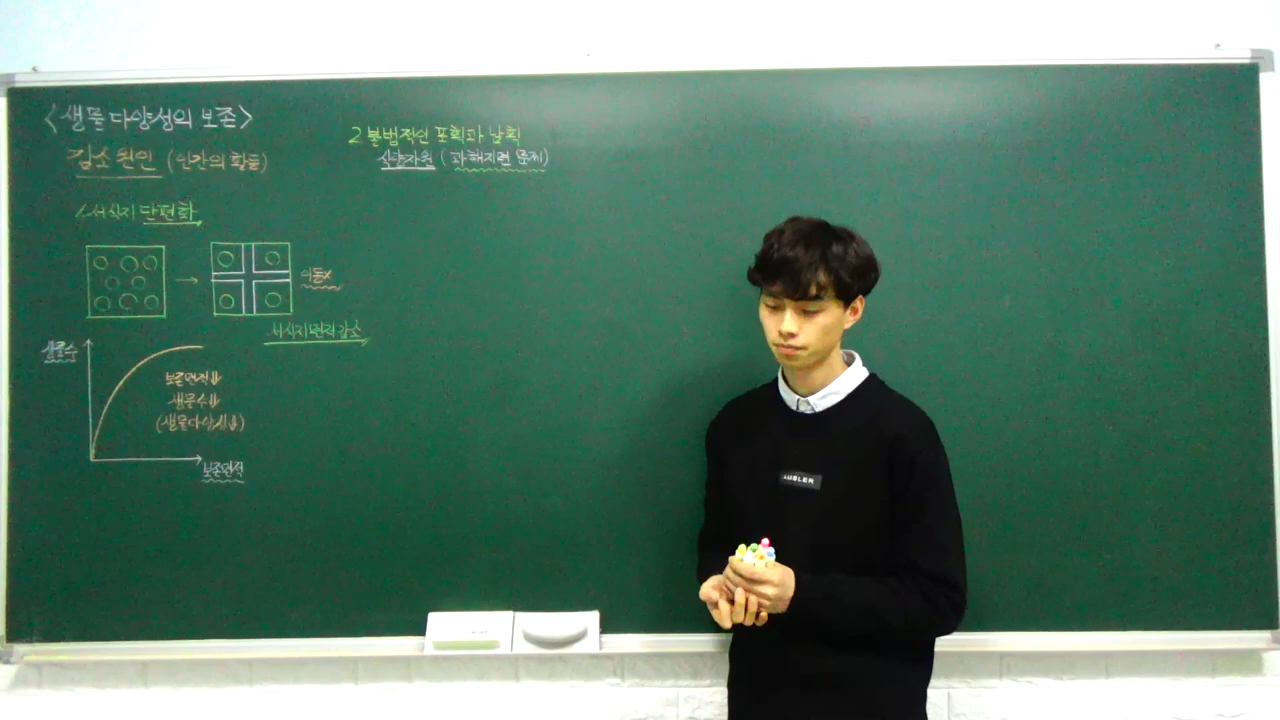 <생물 다양성의 보존>
감소 원인 (인간의 활동)
1. 서식지 단편화
→ 이동×
서식지 면적 감소
생물수
보존면적⇓
생물수⇓
(생물다양성⇓)
보존면적
2. 불법적인 포획과 남획
식량자원 (과 해지면 문제)
AUSLER